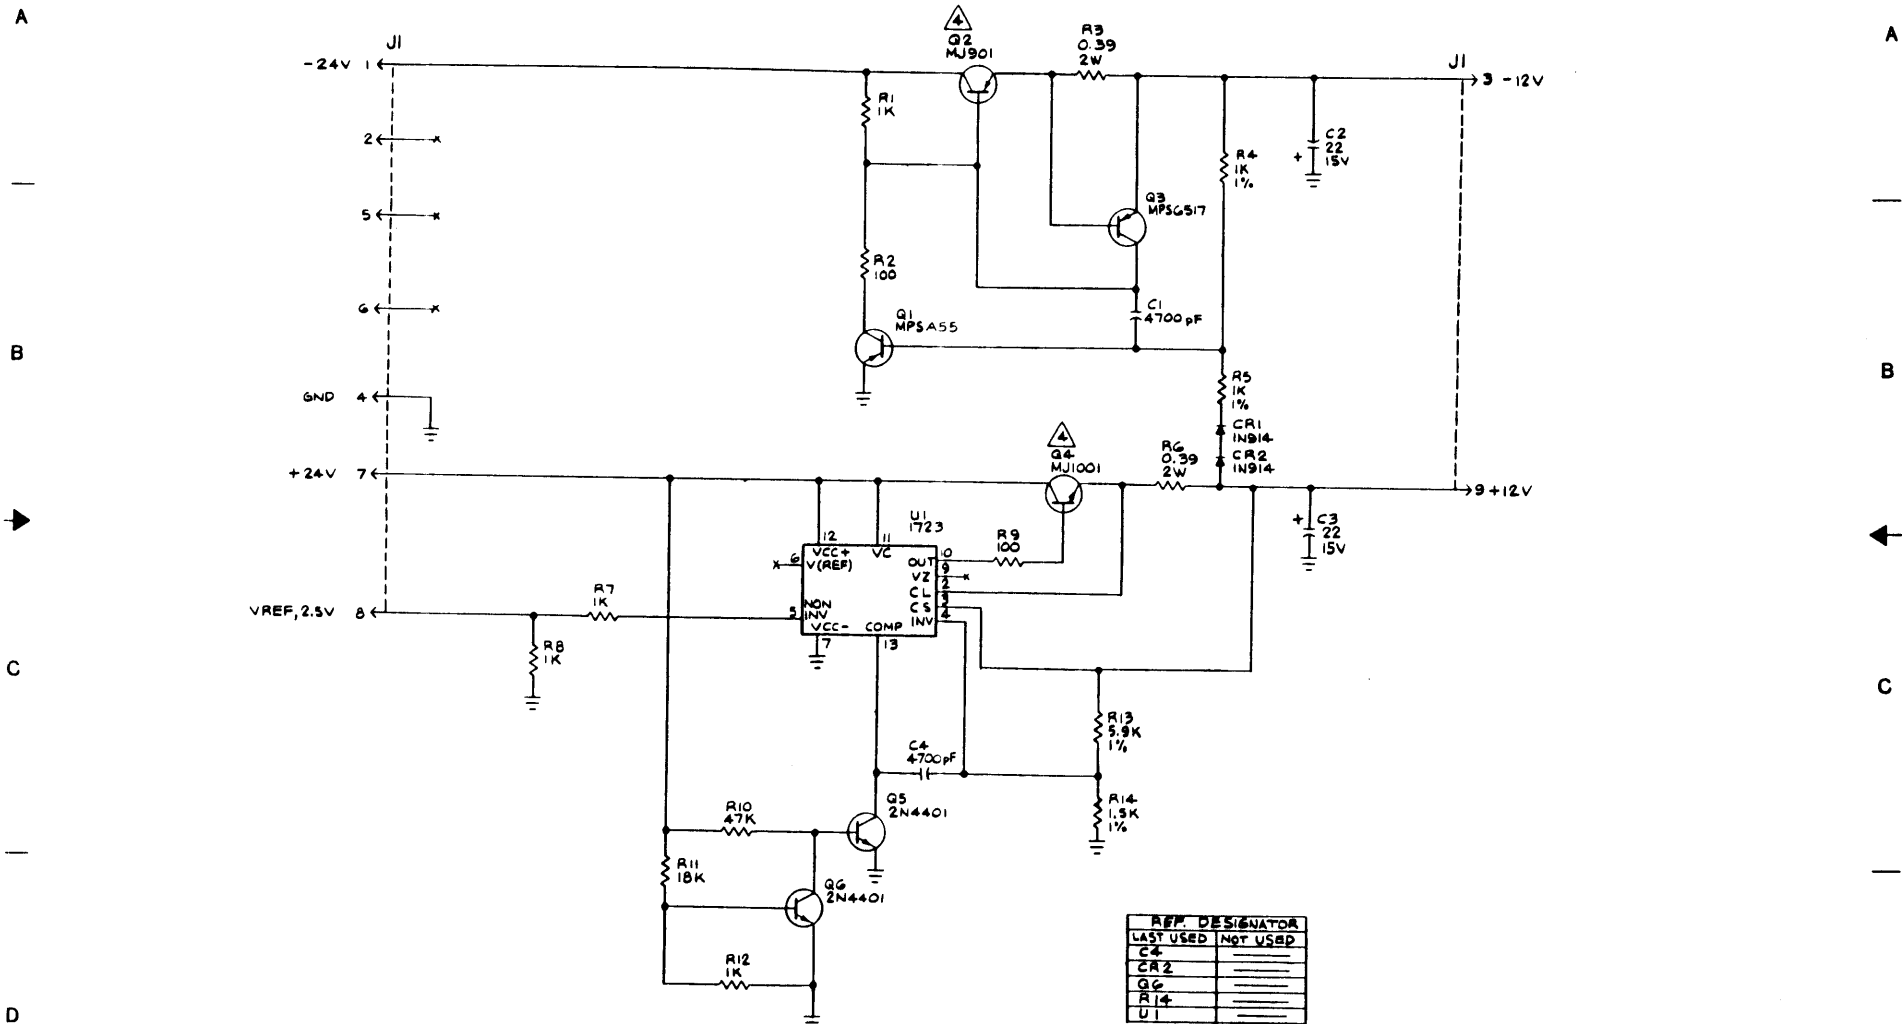 A
A
J1
-24V 1
2
5
6
GND 4
+24V 7
VREF, 2.5V 8
4
Q2
MJ901
R3
0.39
2W
J1
3 -12V
R1
1K
C2
22
15V
+
R4
1K
1%
Q3
MPS6517
R2
100
C1
4700pF
Q1
MPSA55
B
B
R5
1K
1%
CR1
1N914
CR2
1N914
4
Q4
MJ1001
R6
0.39
2W
9 +12V
+
C3
22
15V
U1
1723
R9
100
12
11
VCC+
VC
6
V(REF)
OUT
10
VZ
9
CL
2
CS
3
INV
4
5
NON
INV
VCC-
COMP
7
13
R7
1K
R8
1K
C
C
R13
5.9K
1%
C4
4700pF
R14
1.5K
1%
R10
47K
Q5
2N4401
R11
18K
Q6
2N4401
R12
1K
REF. DESIGNATOR
LAST USED NOT USED
C4
CR2
Q6
R14
U1
D